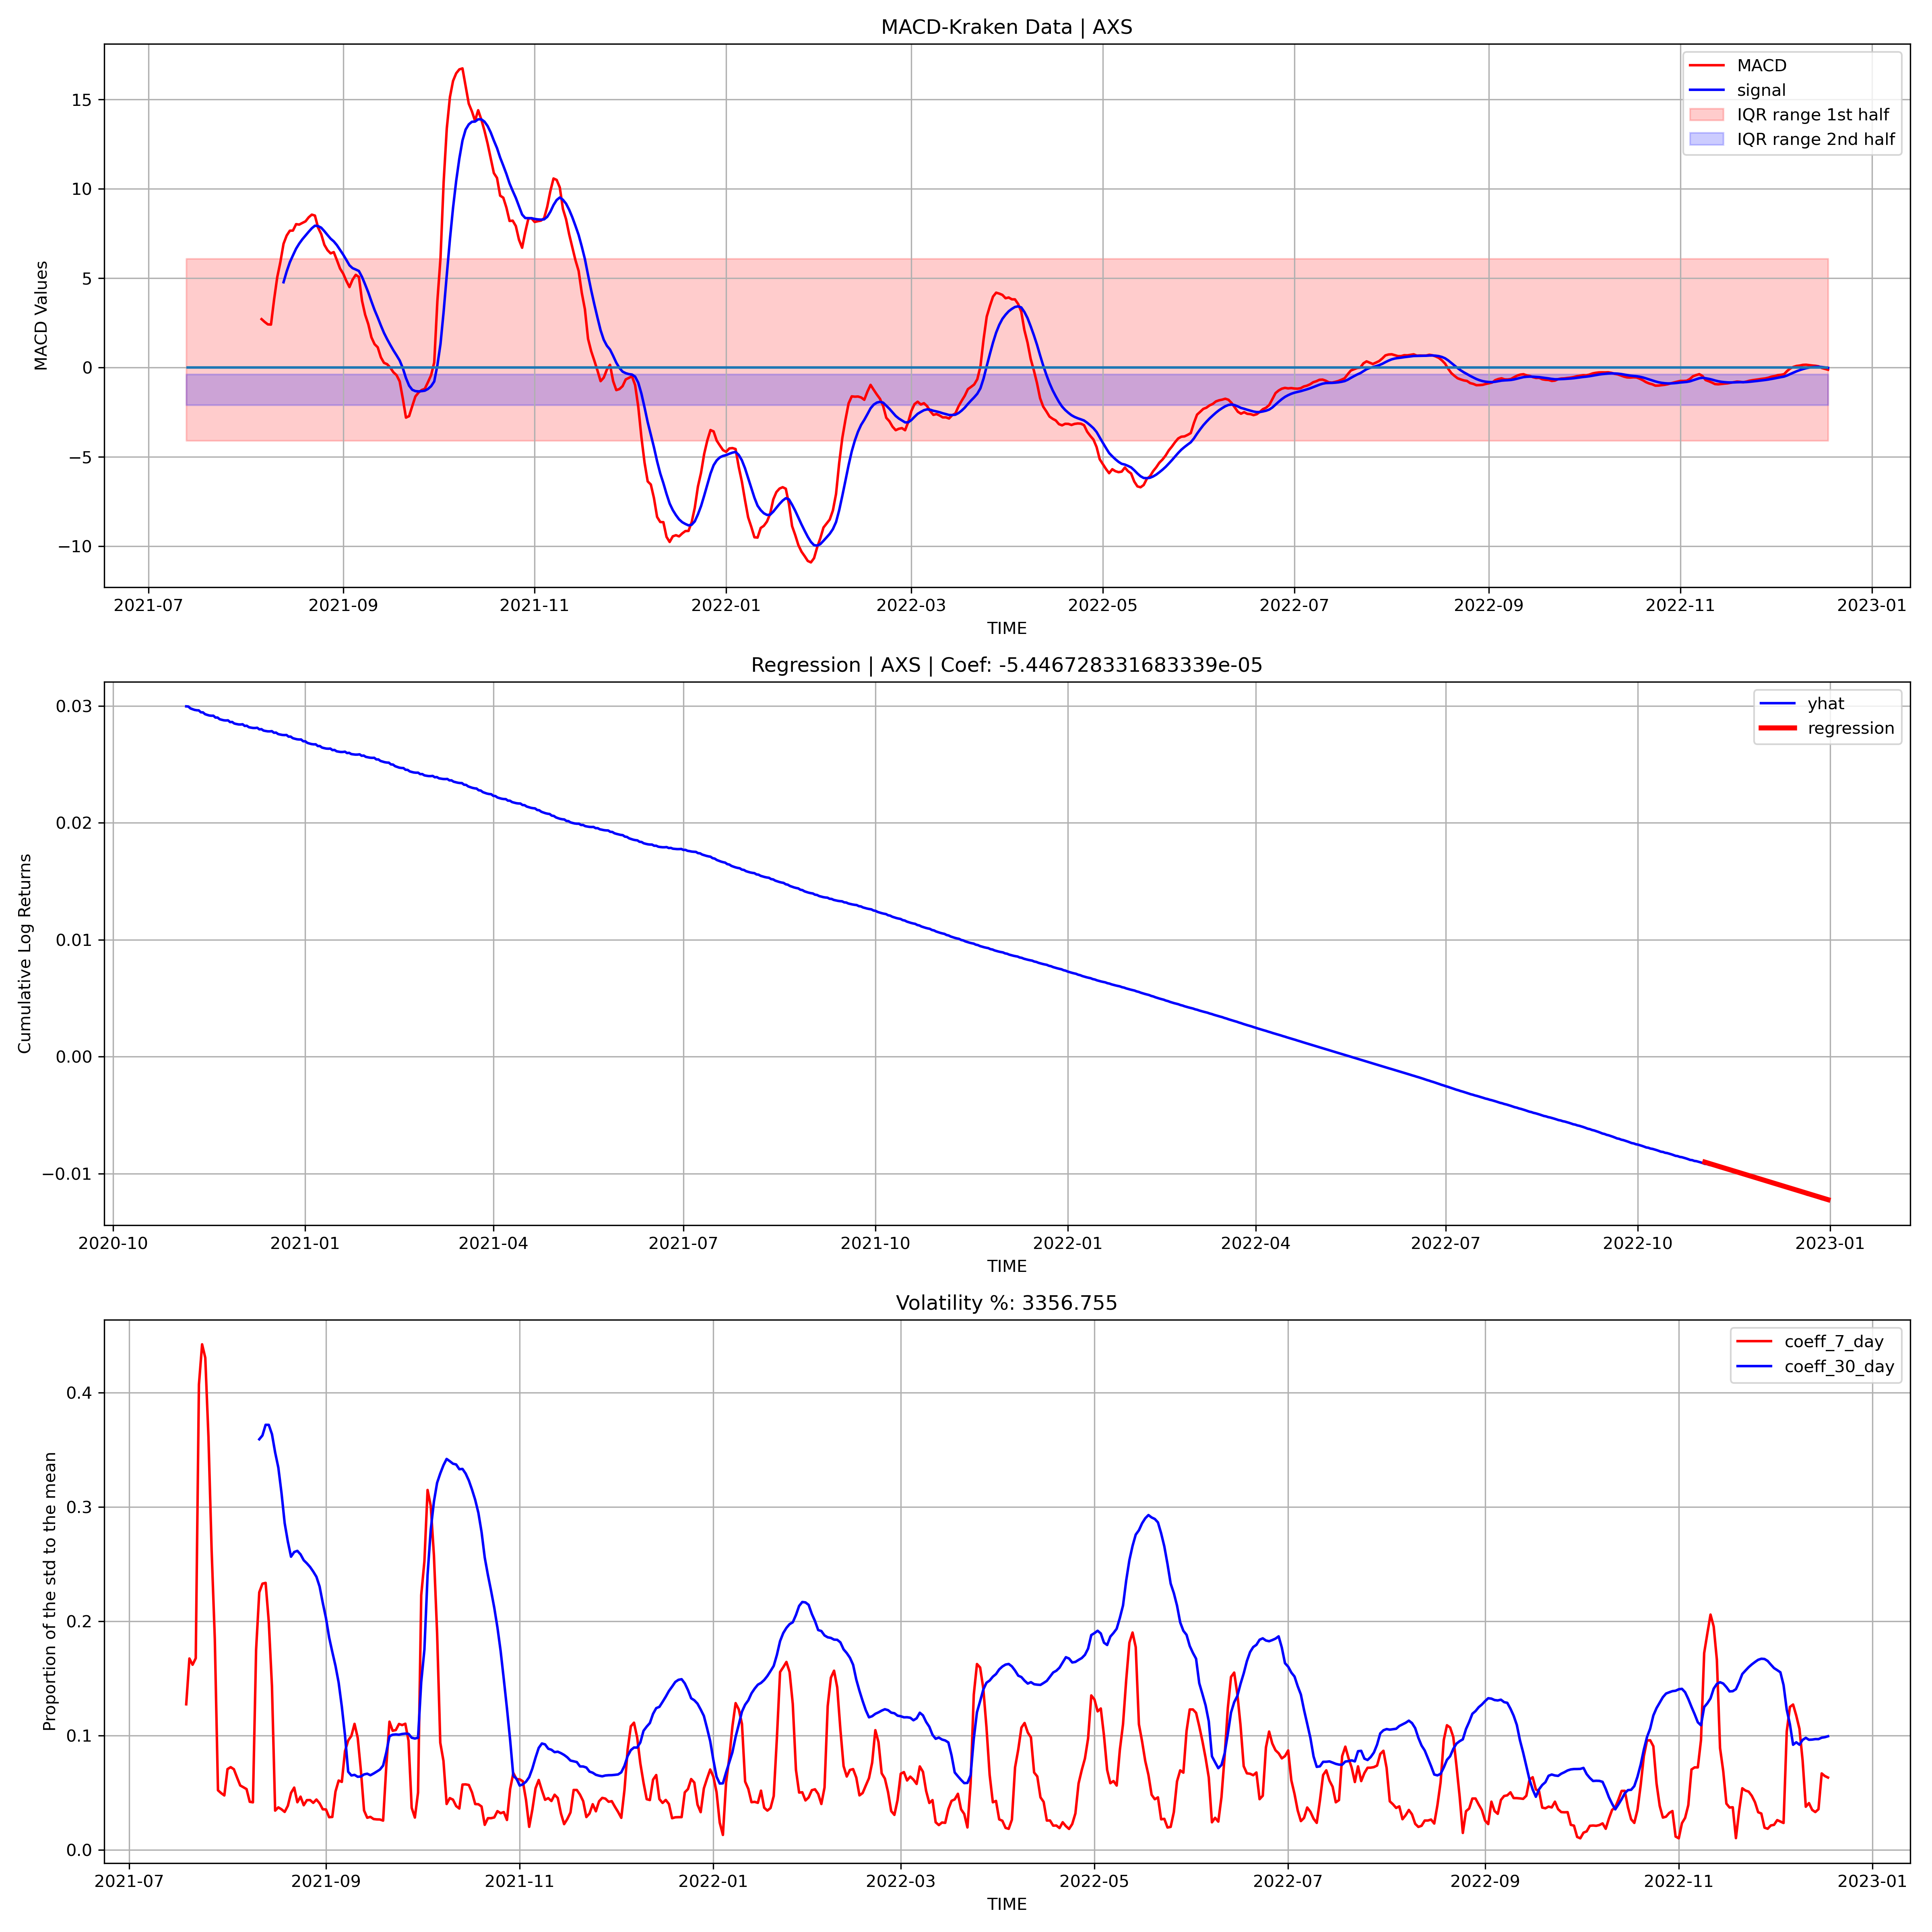 MACD-Kraken Data | AXS
MACD Values
15
10
5
0
−5
−10
MACD
signal
IQR range 1st half
IQR range 2nd half
2021-07 2021-09 2021-11 2022-01 2022-03 2022-05 2022-07 2022-09 2022-11 2023-01
TIME
Regression | AXS | Coef: -5.446728331683339e-05
Cumulative Log Returns
0.03
0.02
0.01
0.00
−0.01
yhat
regression
2020-10 2021-01 2021-04 2021-07 2021-10 2022-01 2022-04 2022-07 2022-10 2023-01
TIME
Volatility %: 3356.755
Proportion of the std to the mean
0.4
0.3
0.2
0.1
0.0
coeff_7_day
coeff_30_day
2021-07 2021-09 2021-11 2022-01 2022-03 2022-05 2022-07 2022-09 2022-11 2023-01
TIME